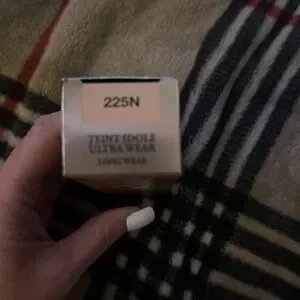 225N
TEINT IDOLE
ULTRA WEAR
LONG WEAR